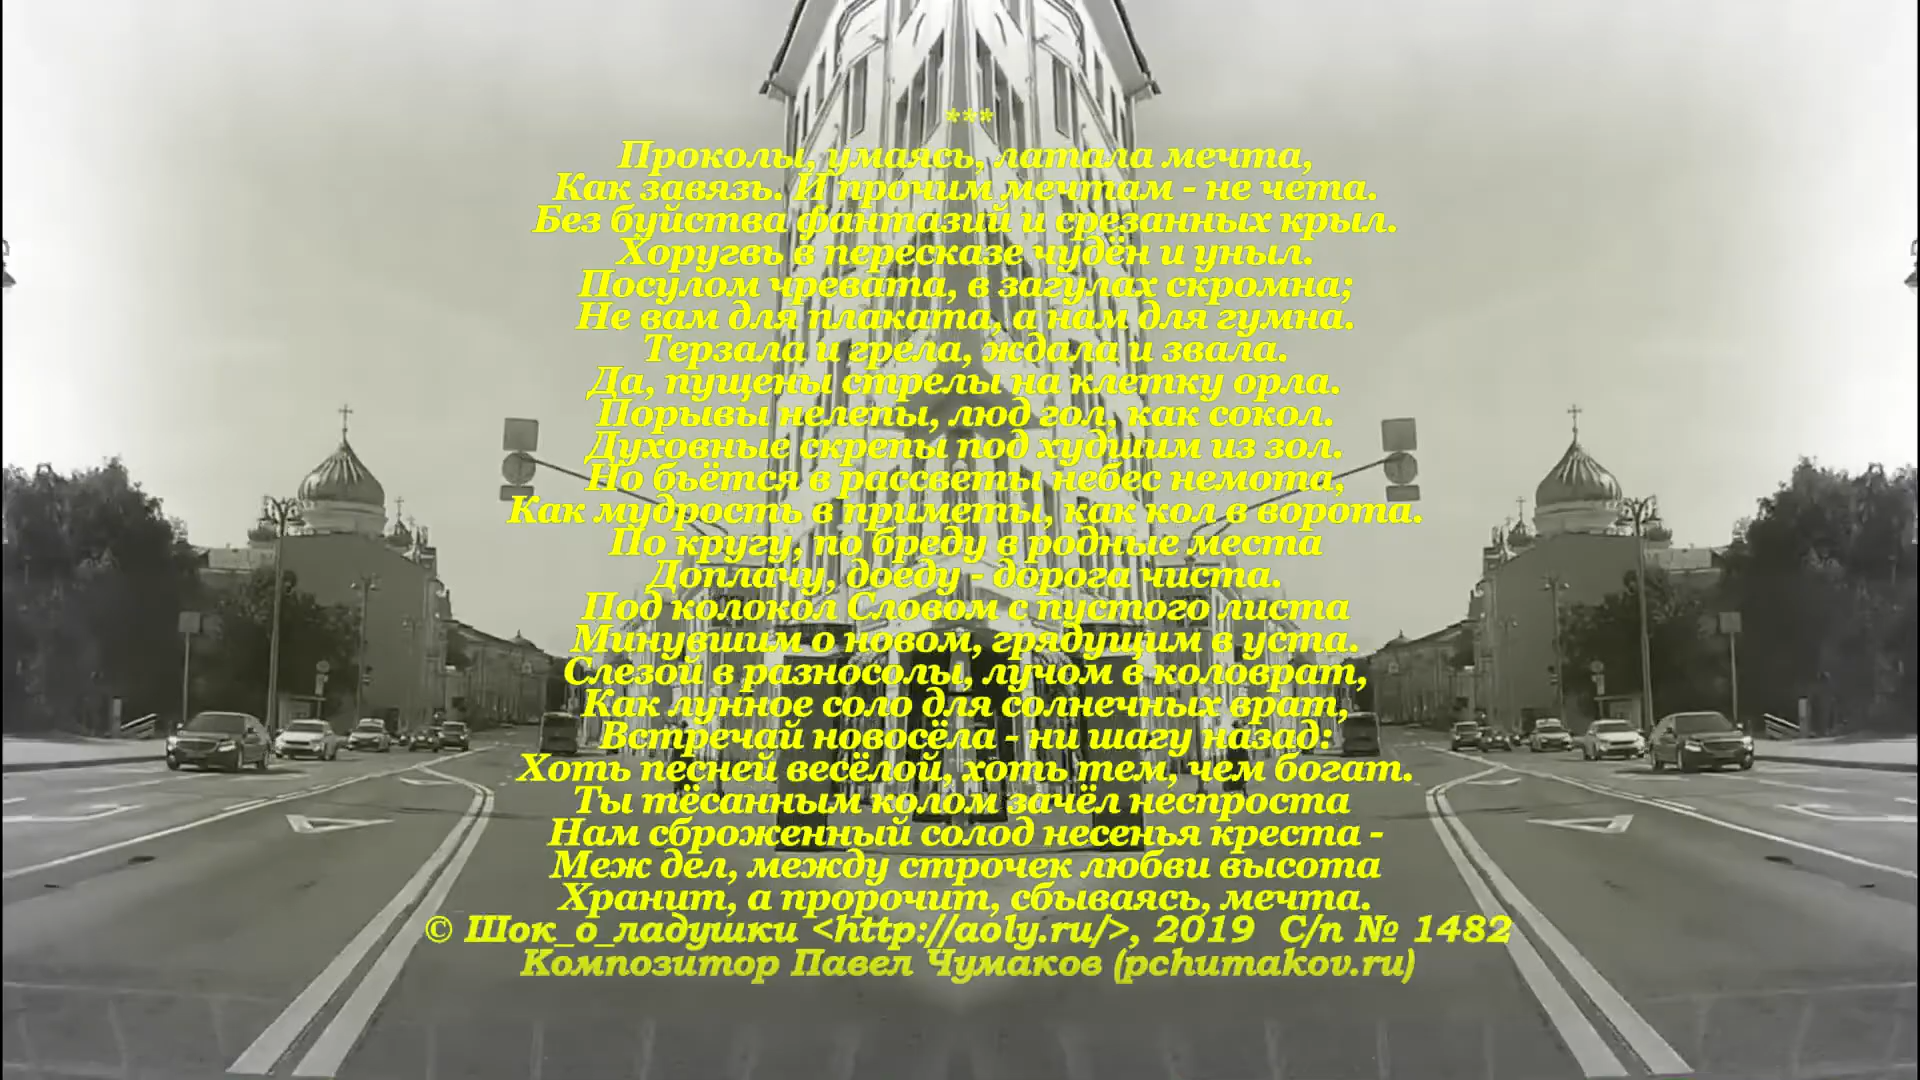 ***
Проколы, умаясь, латала мечта,
Как завязь. И прочим мечтам - не чета.
Без буйства фантазий и срезанных крыл.
Хоругвь в пересказе чудён и уныл.
Посулом чревата, в загулах скромна;
Не вам для плаката, а нам для гумна.
Терзала и грела, ждала и звала.
Да, пущены стрелы на клетку орла.
Порывы нелепы, люд гол, как сокол.
Духовные скрепы под худшим из зол.
Но бьётся в рассветы небес немота,
Как мудрость в приметы, как кол в ворота.
По кругу, по бреду в родные места
Доплачу, доеду - дорога чиста.
Под колокол Словом с пустого листа
Минувшим о новом, грядущим в уста.
Слезой в разносолы, лучом в коловрат,
Как лунное соло для солнечных врат,
Встречай новосёла - ни шагу назад:
Хоть песней весёлой, хоть тем, чем богат.
Ты тёсанным колом зачёл неспроста
Нам сброженный солод несенья креста -
Меж дел, между строчек любви высота
Хранит, а пророчит, сбываясь, мечта.
© Шок_о_ладушки <http://aoly.ru/>, 2019 С/п № 1482
Композитор Павел Чумаков (pchumakov.ru)